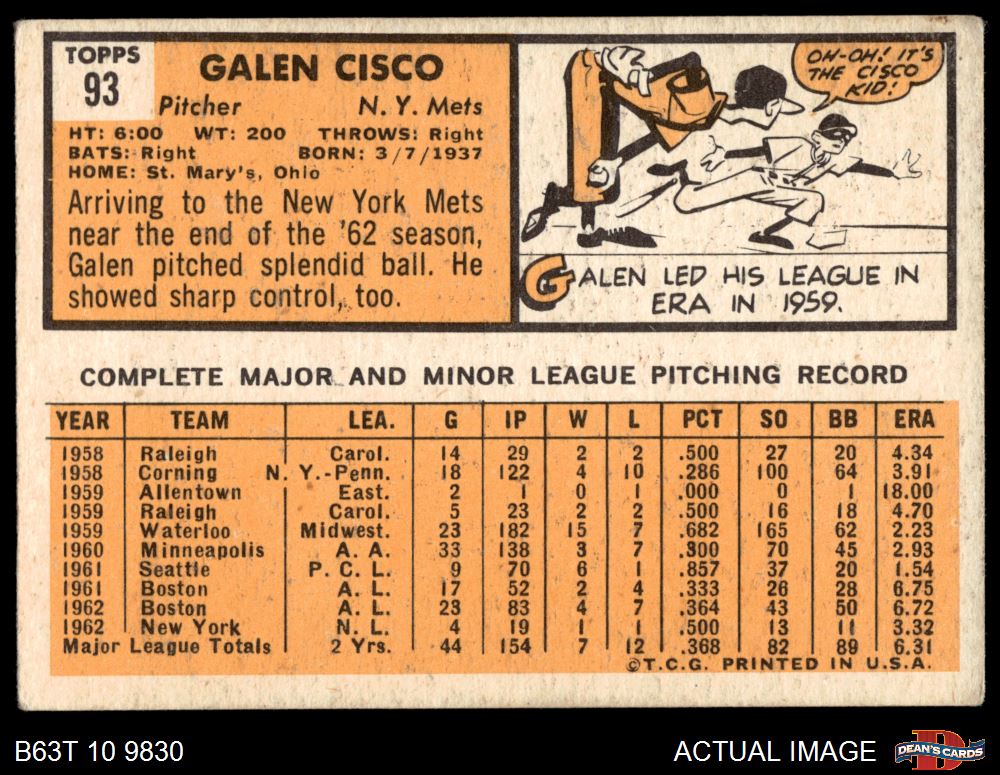 TOPPS
93
GALEN CISCO
Pitcher N. Y. Mets
HT: 6:00 WT: 200 THROWS: Right
BATS: Right BORN: 3/7/1937
HOME: St. Mary's, Ohio
Arriving to the New York Mets
near the end of the '62 season,
Galen pitched splendid ball. He
showed sharp control, too.
OH-OH! IT'S
THE CISCO
KID!
GALEN LED HIS LEAGUE IN
ERA IN 1959.
COMPLETE MAJOR AND MINOR LEAGUE PITCHING RECORD
YEAR TEAM LEA. G IP W L PCT SO BB ERA
1958 Raleigh Carol. 14 29 2 2 .500 27 20 4.34
1958 Corning N. Y.-Penn. 18 122 4 10 .286 100 64 3.91
1959 Allentown East. 2 1 0 1 .000 0 1 18.00
1959 Raleigh Carol. 5 23 2 2 .500 16 18 4.70
1959 Waterloo Midwest. 23 182 15 7 .682 165 62 2.23
1960 Minneapolis A. A. 33 138 3 7 .300 70 45 2.93
1961 Seattle P. C. L. 9 70 6 1 .857 37 20 1.54
1961 Boston A. L. 17 52 2 4 .333 26 28 6.75
1962 Boston A. L. 23 83 4 7 .364 43 50 6.72
1962 New York N. L. 4 19 1 1 .500 13 11 3.32
Major League Totals 2 Yrs. 44 154 7 12 .368 82 89 6.31
©T.C.G. PRINTED IN U.S.A.
B63T 10 9830 ACTUAL IMAGE DEAN'S CARDS